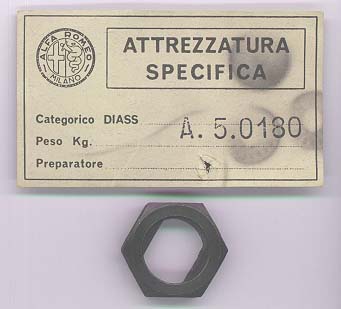 ALFA ROMEO
MILANO
ATTREZZATURA
SPECIFICA
Categorico DIASS
A. 5.0180
Peso Kg.
Preparatore